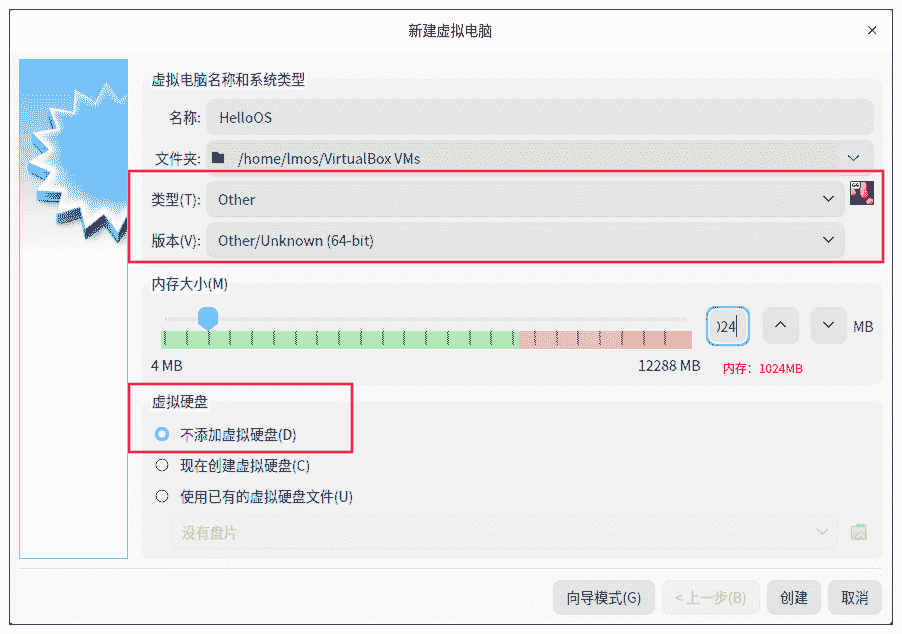 新建虚拟电脑
虚拟电脑名称和系统类型
名称: HelloOS
文件夹: /home/lmos/VirtualBox VMs
类型(T): Other
版本(V): Other/Unknown (64-bit)
内存大小(M)
024 MB
4 MB 12288 MB 内存：1024MB
虚拟硬盘
不添加虚拟硬盘(D)
现在创建虚拟硬盘(C)
使用已有的虚拟硬盘文件(U)
没有盘片
向导模式(G) < 上一步(B) 创建 取消